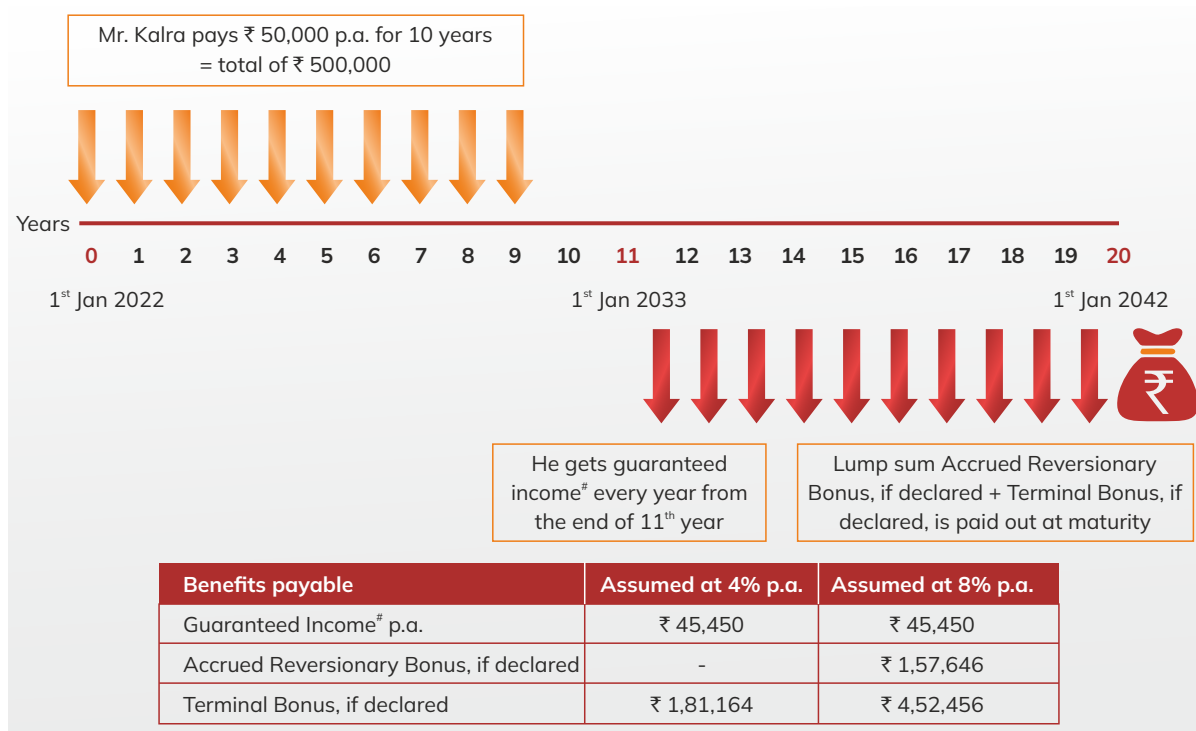 Mr. Kalra pays ₹ 50,000 p.a. for 10 years
= total of ₹ 500,000
Years
0 1 2 3 4 5 6 7 8 9 10 11 12 13 14 15 16 17 18 19 20
1st Jan 2022 1st Jan 2033 1st Jan 2042
₹
He gets guaranteed
income# every year from
the end of 11th year
Lump sum Accrued Reversionary
Bonus, if declared + Terminal Bonus, if
declared, is paid out at maturity
Benefits payable Assumed at 4% p.a. Assumed at 8% p.a.
Guaranteed Income# p.a. ₹ 45,450 ₹ 45,450
Accrued Reversionary Bonus, if declared - ₹ 1,57,646
Terminal Bonus, if declared ₹ 1,81,164 ₹ 4,52,456